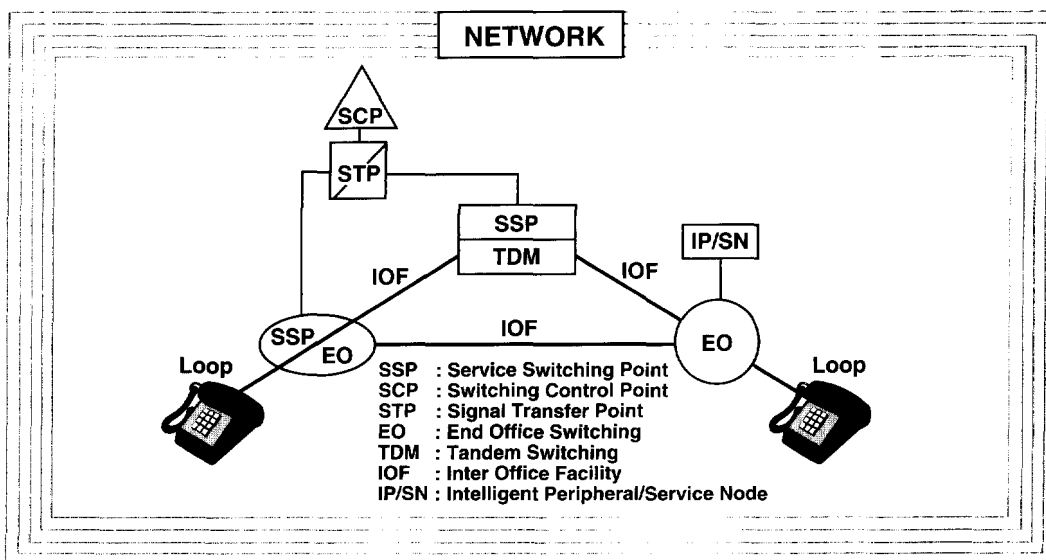 NETWORK
SCP
STP
SSP
TDM
IP/SN
IOF
IOF
SSP
EO
IOF
EO
Loop
Loop
SSP : Service Switching Point
SCP : Switching Control Point
STP : Signal Transfer Point
EO : End Office Switching
TDM : Tandem Switching
IOF : Inter Office Facility
IP/SN : Intelligent Peripheral/Service Node